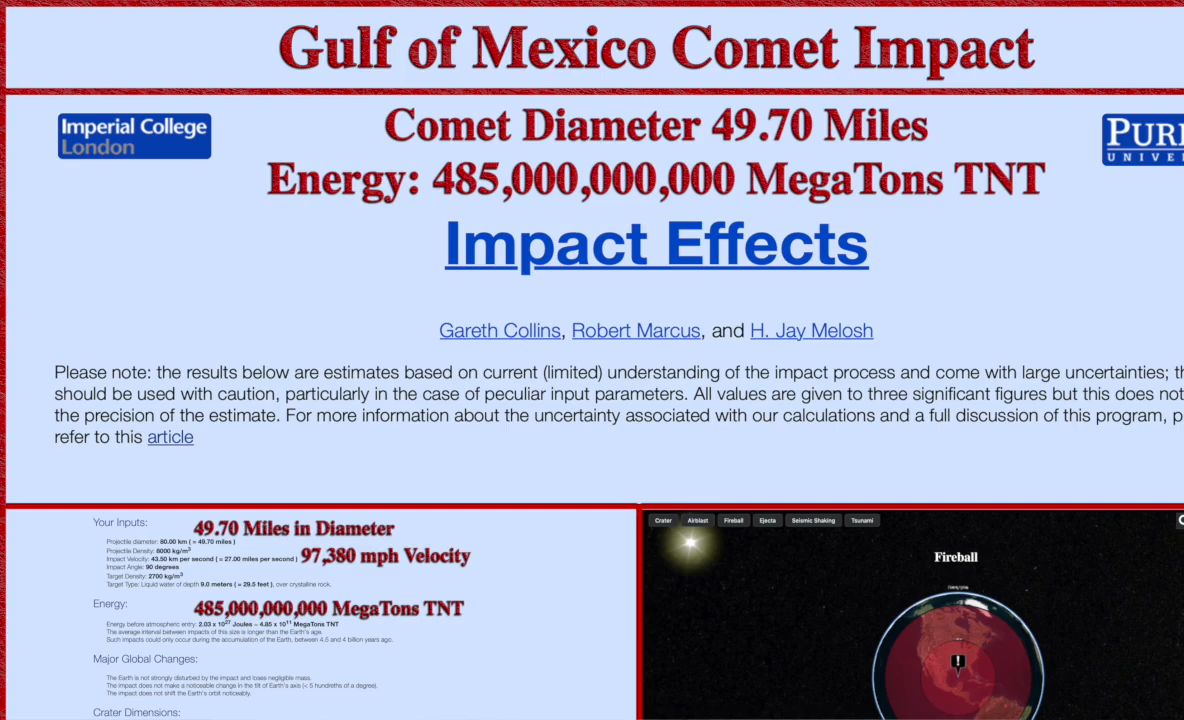 Gulf of Mexico Comet Impact
Imperial College
London
Comet Diameter 49.70 Miles
Energy: 485,000,000,000 MegaTons TNT
PUR
UNIVE
Impact Effects
Gareth Collins, Robert Marcus, and H. Jay Melosh
Please note: the results below are estimates based on current (limited) understanding of the impact process and come with large uncertainties; th
should be used with caution, particularly in the case of peculiar input parameters. All values are given to three significant figures but this does not
the precision of the estimate. For more information about the uncertainty associated with our calculations and a full discussion of this program, p
refer to this article
Your Inputs:
49.70 Miles in Diameter
Projectile diameter: 80.00 km ( = 49.70 miles )
Projectile Density: 8000 kg/m3
Impact Velocity: 43.50 km per second ( = 27.00 miles per second )
97,380 mph Velocity
Impact Angle: 90 degrees
Target Density: 2700 kg/m3
Target Type: Liquid water of depth 9.0 meters ( = 29.5 feet ), over crystalline rock.
Energy:
485,000,000,000 MegaTons TNT
Energy before atmospheric entry: 2.03 x 1027 Joules = 4.85 x 1011 MegaTons TNT
The average interval between impacts of this size is longer than the Earth's age.
Such impacts could only occur during the accumulation of the Earth, between 4.5 and 4 billion years ago.
Major Global Changes:
The Earth is not strongly disturbed by the impact and loses negligible mass.
The impact does not make a noticeable change in the tilt of Earth's axis (< 5 hundreths of a degree).
The impact does not shift the Earth's orbit noticeably.
Crater Dimensions:
Crater Airblast Fireball Ejecta Seismic Shaking Tsunami
Fireball